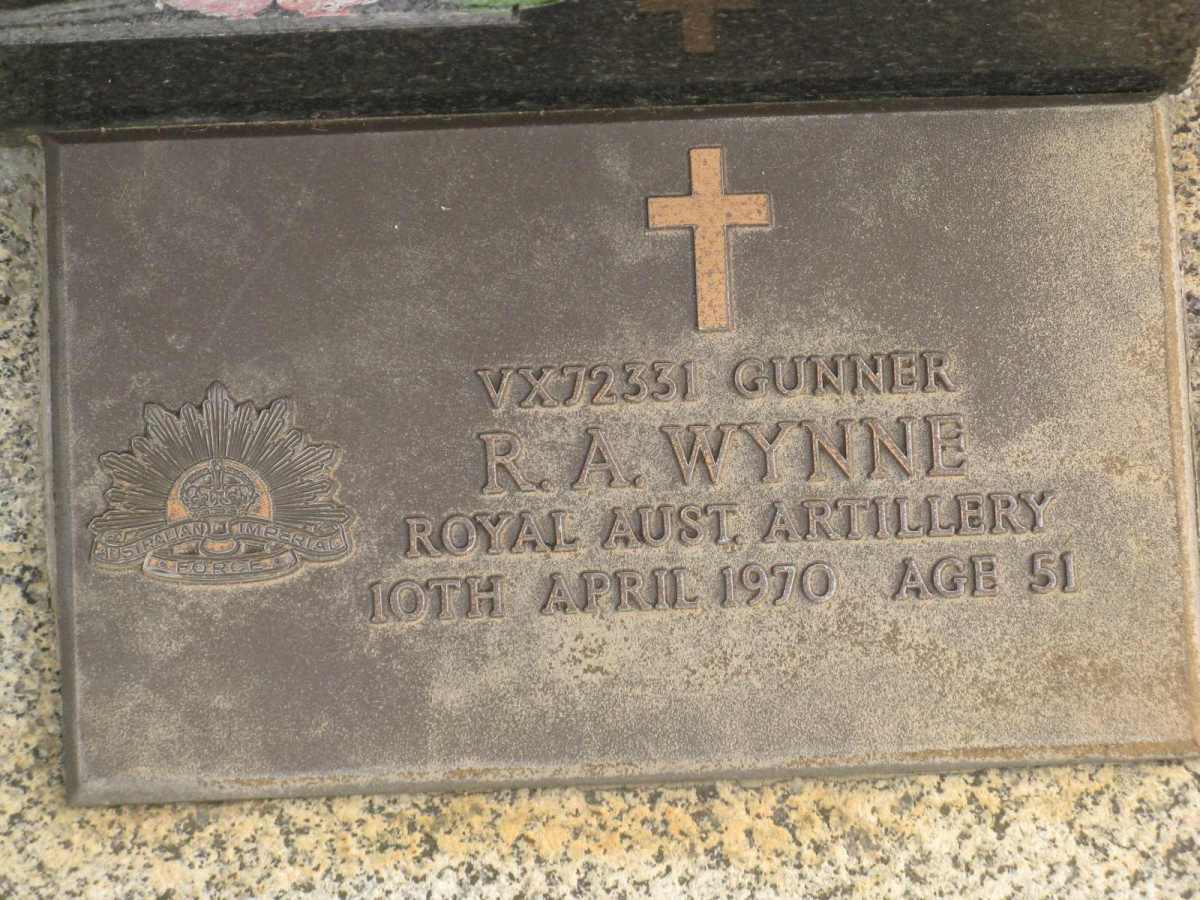 VX72331 GUNNER
R. A. WYNNE
ROYAL AUST. ARTILLERY
10TH APRIL 1970 AGE 51
AUSTRALIAN IMPERIAL
FORCE